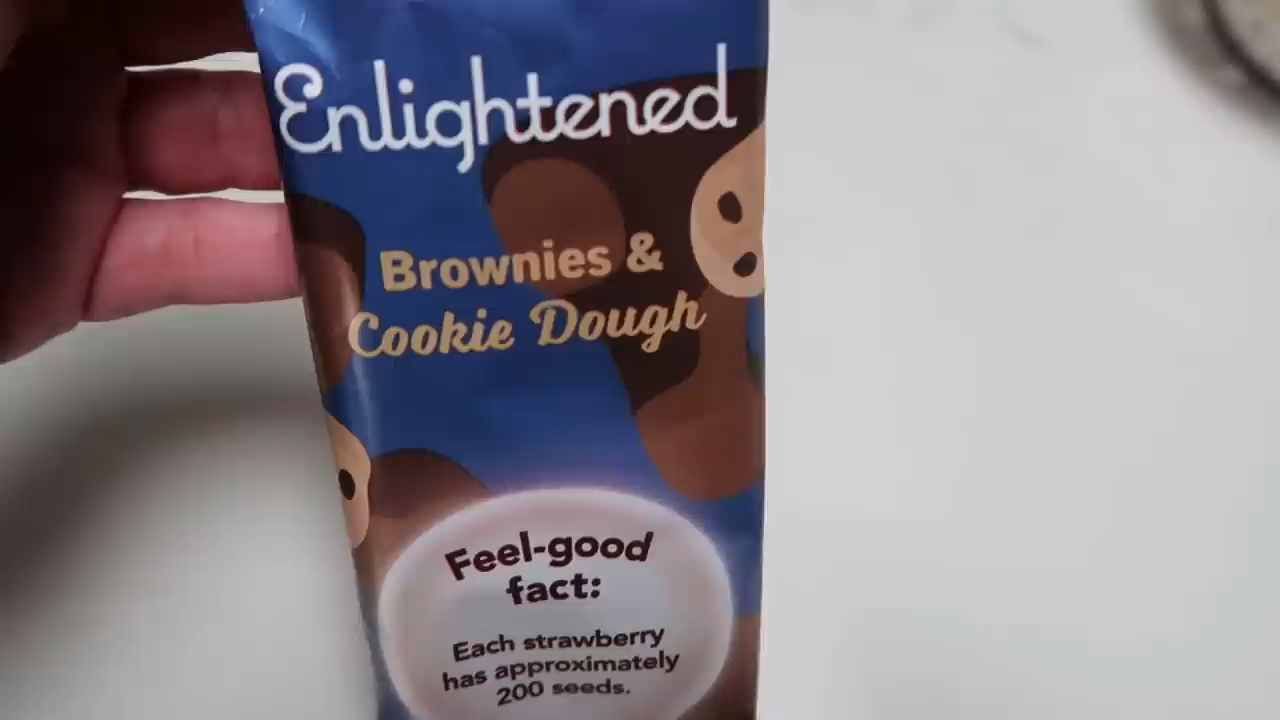 Enlightened
Brownies &
Cookie Dough
Feel-good
fact:
Each strawberry
has approximately
200 seeds.